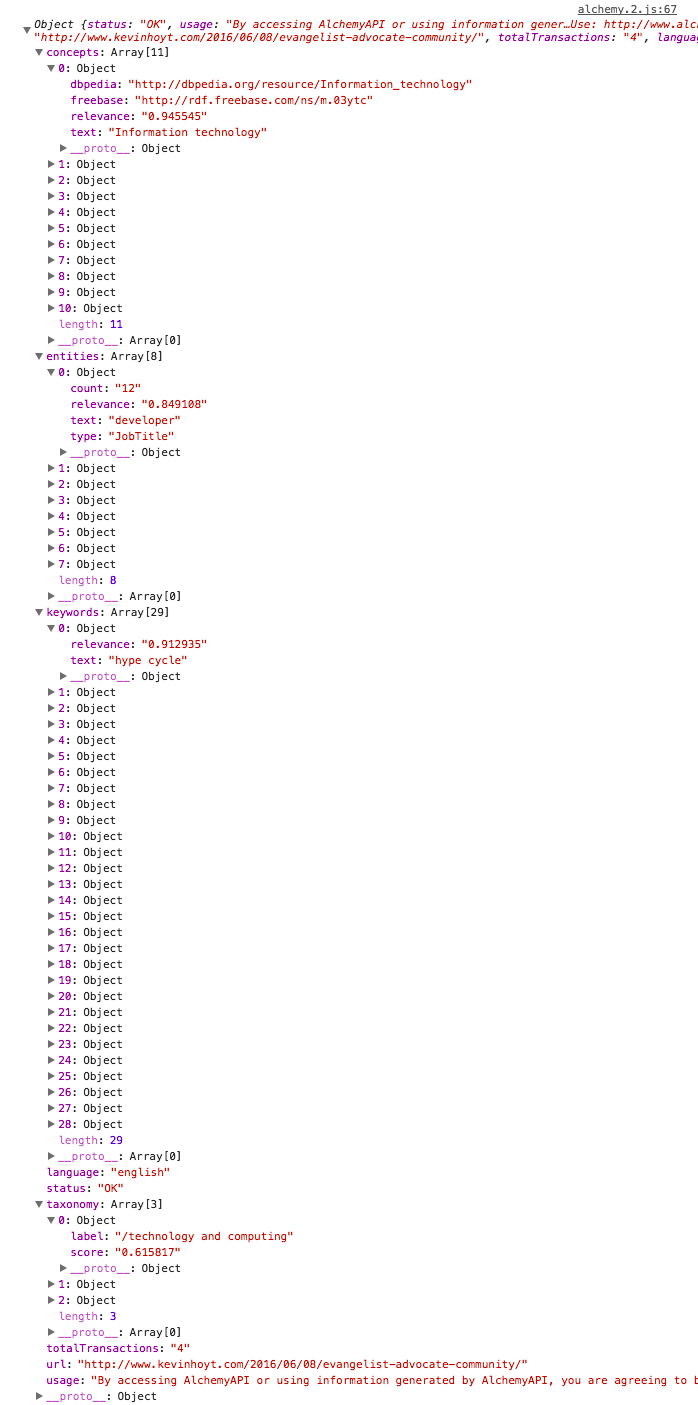 alchemy.2.js:67
Object {status: "OK", usage: "By accessing AlchemyAPI or using information gener…Use: http://www.alch
"http://www.kevinhoyt.com/2016/06/08/evangelist-advocate-community/", totalTransactions: "4", languag
concepts: Array[11]
0: Object
dbpedia: "http://dbpedia.org/resource/Information_technology"
freebase: "http://rdf.freebase.com/ns/m.03ytc"
relevance: "0.945545"
text: "Information technology"
__proto__: Object
1: Object
2: Object
3: Object
4: Object
5: Object
6: Object
7: Object
8: Object
9: Object
10: Object
length: 11
__proto__: Array[0]
entities: Array[8]
0: Object
count: "12"
relevance: "0.849108"
text: "developer"
type: "JobTitle"
__proto__: Object
1: Object
2: Object
3: Object
4: Object
5: Object
6: Object
7: Object
length: 8
__proto__: Array[0]
keywords: Array[29]
0: Object
relevance: "0.912935"
text: "hype cycle"
__proto__: Object
1: Object
2: Object
3: Object
4: Object
5: Object
6: Object
7: Object
8: Object
9: Object
10: Object
11: Object
12: Object
13: Object
14: Object
15: Object
16: Object
17: Object
18: Object
19: Object
20: Object
21: Object
22: Object
23: Object
24: Object
25: Object
26: Object
27: Object
28: Object
length: 29
__proto__: Array[0]
language: "english"
status: "OK"
taxonomy: Array[3]
0: Object
label: "/technology and computing"
score: "0.615817"
__proto__: Object
1: Object
2: Object
length: 3
__proto__: Array[0]
totalTransactions: "4"
url: "http://www.kevinhoyt.com/2016/06/08/evangelist-advocate-community/"
usage: "By accessing AlchemyAPI or using information generated by AlchemyAPI, you are agreeing to b
__proto__: Object